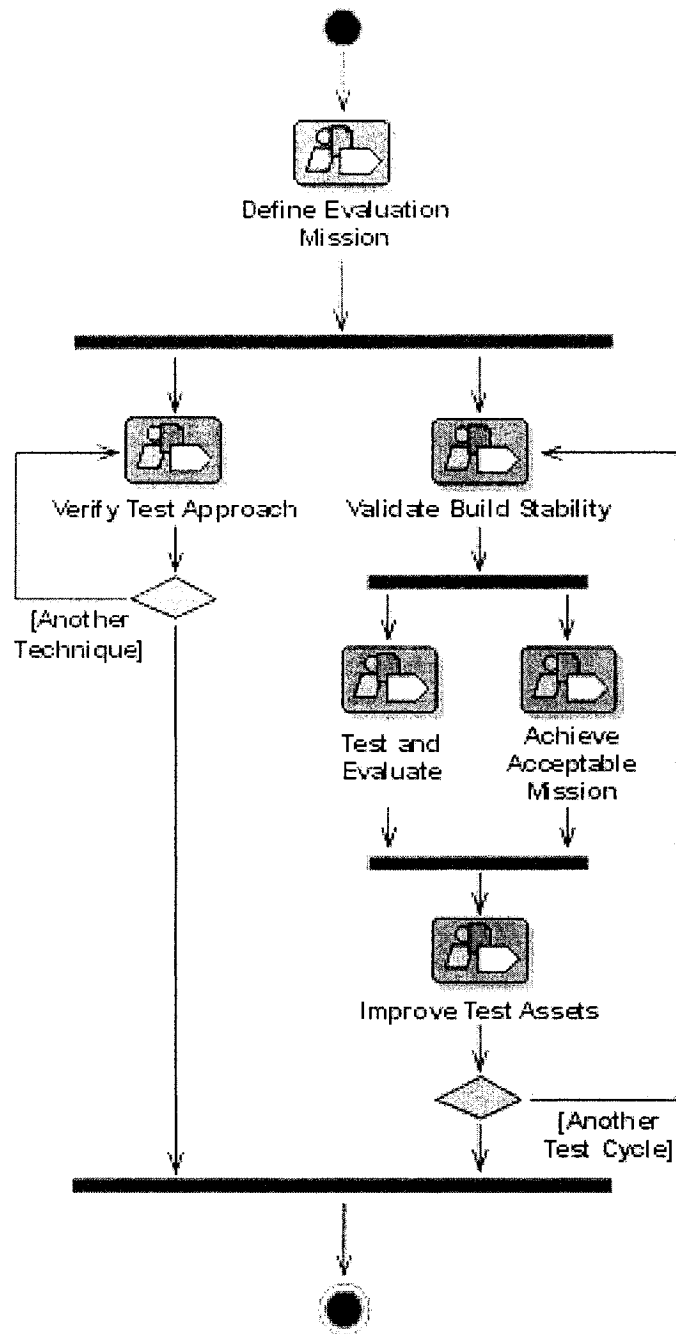 Define Evaluation
Mission
Verify Test Approach
Validate Build Stability
[Another
Technique]
Test and
Evaluate
Achieve
Acceptable
Mission
Improve Test Assets
[Another
Test Cycle]